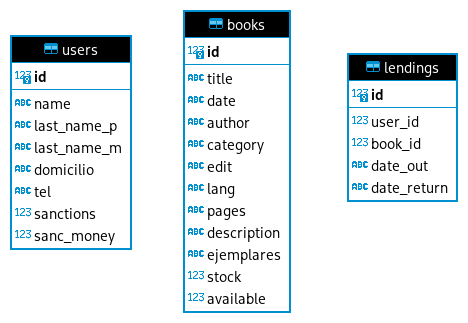 users
123 id
ABC name
ABC last_name_p
ABC last_name_m
ABC domicilio
ABC tel
123 sanctions
123 sanc_money
books
123 id
ABC title
ABC date
ABC author
ABC category
ABC edit
ABC lang
ABC pages
ABC description
ABC ejemplares
123 stock
123 available
lendings
123 id
123 user_id
123 book_id
ABC date_out
ABC date_return